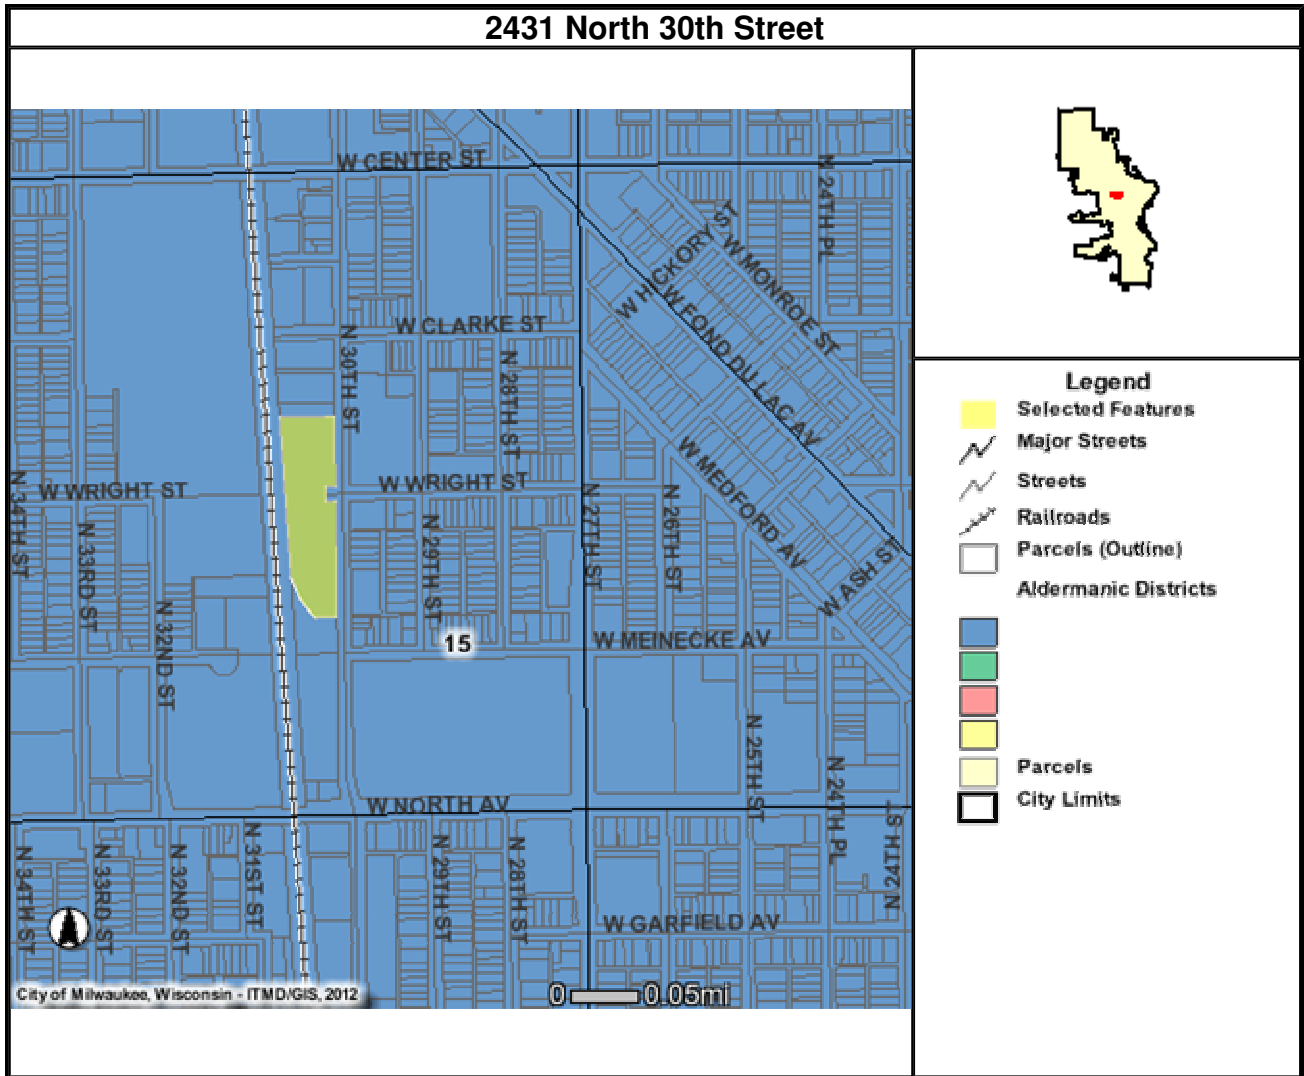 2431 North 30th Street
W CENTER ST
N 24TH PL
W HICKORY ST
W MONROE ST
W FOND DU LAC AV
W CLARKE ST
N 30TH ST
N 28TH ST
W MEDFORD AV
W WRIGHT ST
W WRIGHT ST
N 34TH ST
N 33RD ST
N 29TH ST
N 27TH ST
N 26TH ST
W ASH ST
N 32ND ST
15
W MEINECKE AV
N 25TH ST
N 24TH PL
W NORTH AV
N 24TH ST
N 34TH ST
N 33RD ST
N 32ND ST
N 31ST ST
N 29TH ST
N 28TH ST
W GARFIELD AV
City of Milwaukee, Wisconsin - ITMD/GIS, 2012
0 0.05mi
Legend
Selected Features
Major Streets
Streets
Railroads
Parcels (Outline)
Aldermanic Districts
Parcels
City Limits